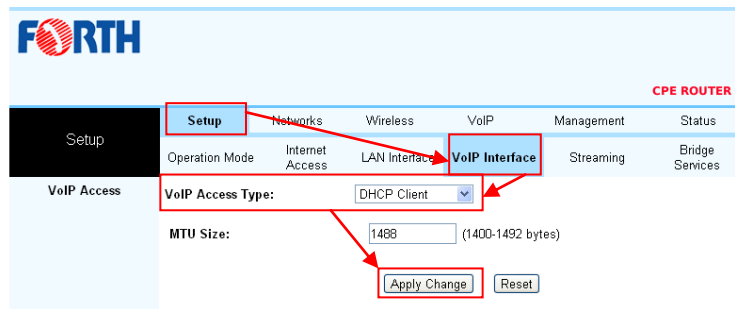 FORTH
CPE ROUTER
Setup
Setup Networks Wireless VoIP Management Status
Operation Mode Internet Access LAN Interface VoIP Interface Streaming Bridge Services
VoIP Access
VoIP Access Type: DHCP Client
MTU Size: 1488 (1400-1492 bytes)
Apply Change Reset